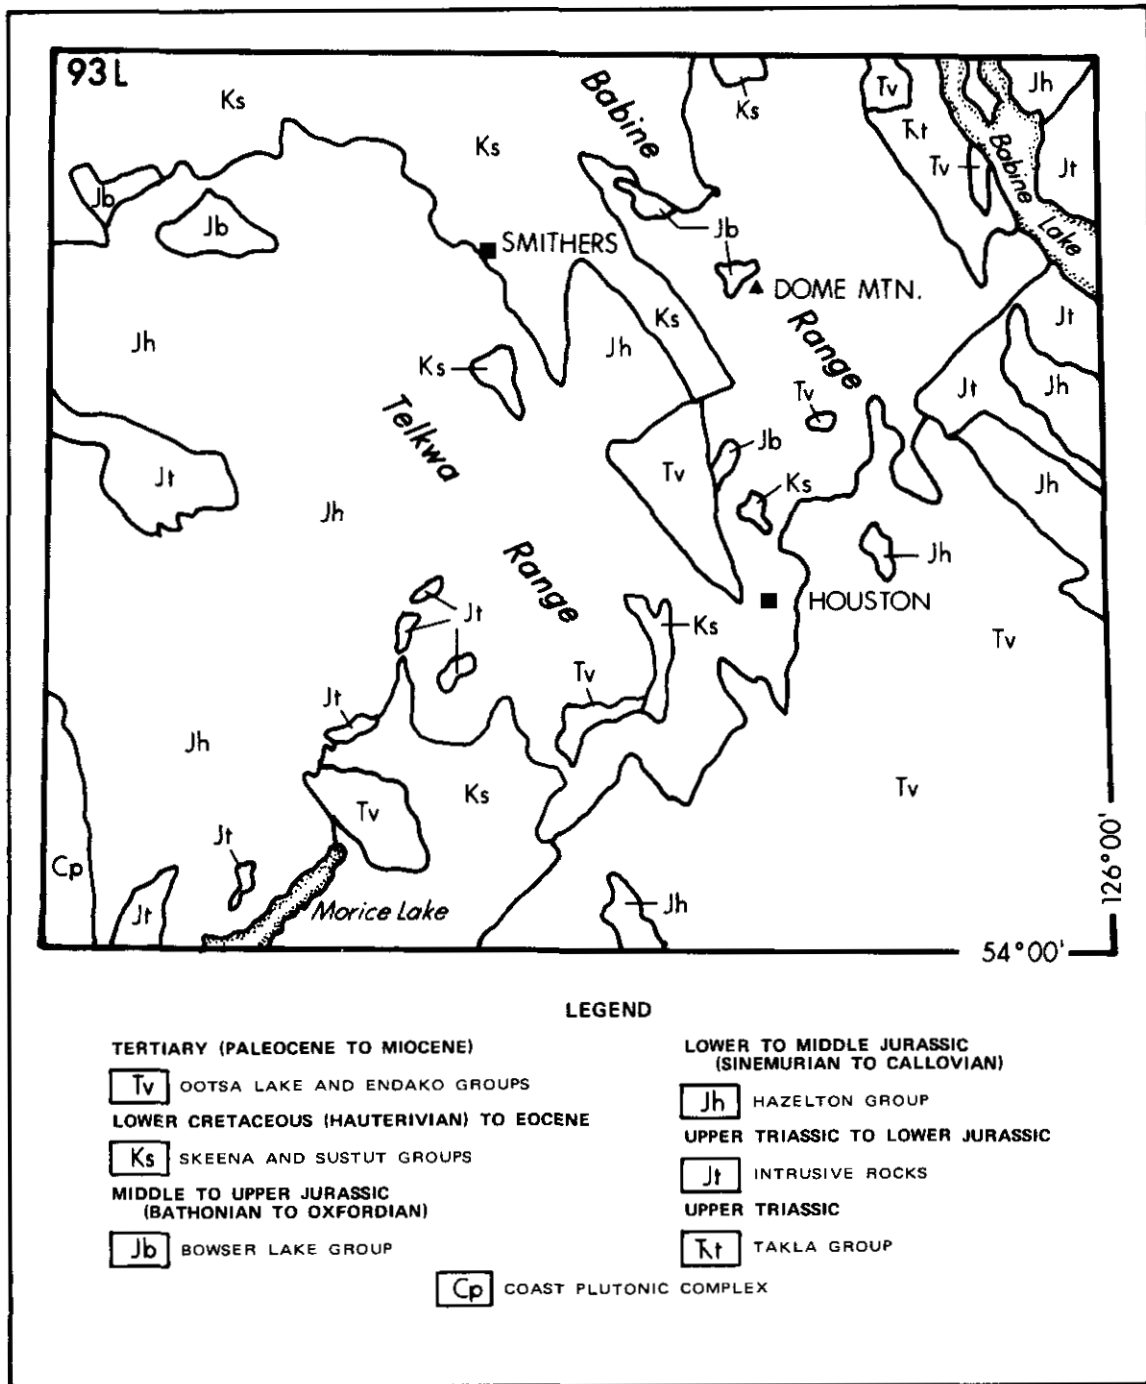 93L
Ks
Babine
Ks
Tv
Jh
Ks
Ŧt
Babine
Tv
Jt
Jb
Jb
Jb
Lake
SMITHERS
DOME MTN.
Jh
Ks
Jh
Range
Jt
Ks
Jt
Jh
Telkwa
Tv
Jb
Jt
Tv
Ks
Jh
Jh
Range
Jh
HOUSTON
Jt
Ks
Tv
Tv
Jt
Jh
Ks
Tv
Tv
Jt
Cp
126°00'
Jt
Morice Lake
Jh
54°00'
LEGEND
TERTIARY (PALEOCENE TO MIOCENE)
Tv OOTSA LAKE AND ENDAKO GROUPS
LOWER CRETACEOUS (HAUTERIVIAN) TO EOCENE
Ks SKEENA AND SUSTUT GROUPS
MIDDLE TO UPPER JURASSIC
(BATHONIAN TO OXFORDIAN)
Jb BOWSER LAKE GROUP
LOWER TO MIDDLE JURASSIC
(SINEMURIAN TO CALLOVIAN)
Jh HAZELTON GROUP
UPPER TRIASSIC TO LOWER JURASSIC
Jt INTRUSIVE ROCKS
UPPER TRIASSIC
Ŧt TAKLA GROUP
Cp COAST PLUTONIC COMPLEX